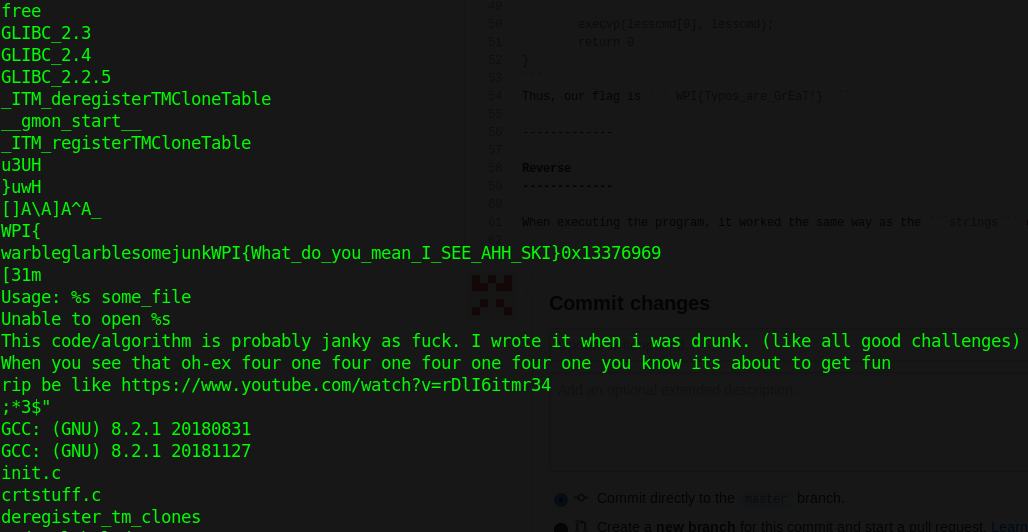 free
GLIBC_2.3
GLIBC_2.4
GLIBC_2.2.5
_ITM_deregisterTMCloneTable
__gmon_start__
_ITM_registerTMCloneTable
u3UH
}uwH
[]A\A]A^A_
WPI{
warbleglarblesomejunkWPI{What_do_you_mean_I_SEE_AHH_SKI}0x13376969
[31m
Usage: %s some_file
Unable to open %s
This code/algorithm is probably janky as fuck. I wrote it when i was drunk. (like all good challenges)
When you see that oh-ex four one four one four one four one you know its about to get fun
rip be like https://www.youtube.com/watch?v=rDlI6itmr34
;*3$"
GCC: (GNU) 8.2.1 20180831
GCC: (GNU) 8.2.1 20181127
init.c
crtstuff.c
deregister_tm_clones
49
50 execvp(lesscmd[0], lesscmd);
51 return 0
52 }
53 ```
54 Thus, our flag is ``` WPI{Typos_are_GrEaT!} ```
55
56 -------------
57
58 Reverse
59 -------------
60
61 When executing the program, it worked the same way as the ```strings ```
Commit changes
Add an optional extended description
Commit directly to the master branch.
Create a new branch for this commit and start a pull request. Learn